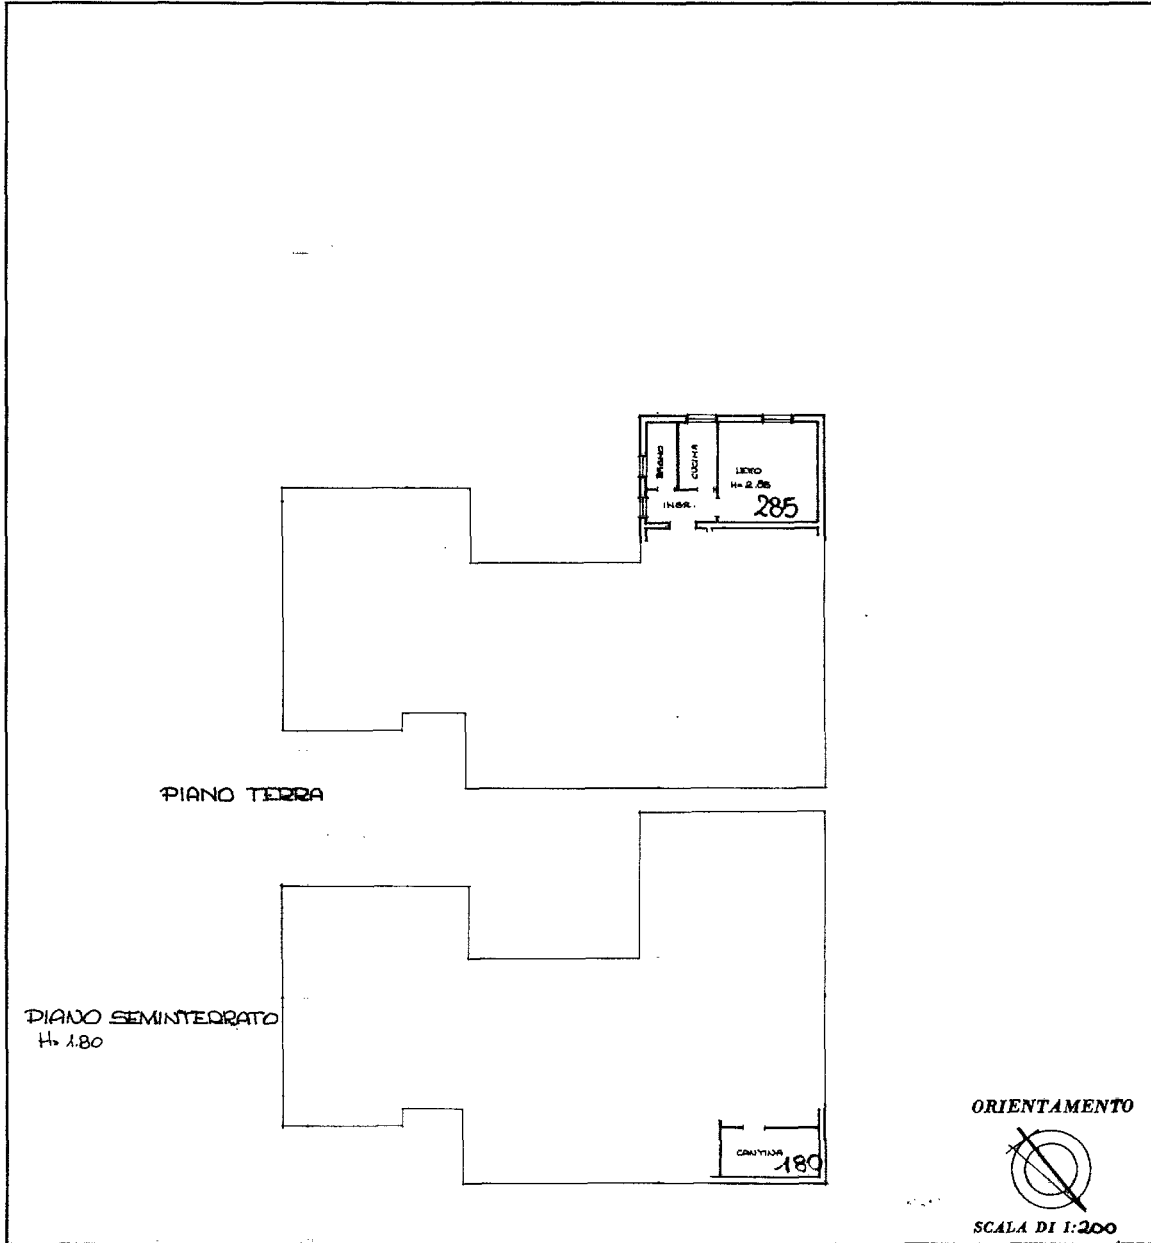 BAGNO
CUCINA
LETTO
H= 2.85
285
INGR.
PIANO TERRA
PIANO SEMINTERRATO
H= 1.80
CANTINA
180
ORIENTAMENTO
SCALA DI 1:200